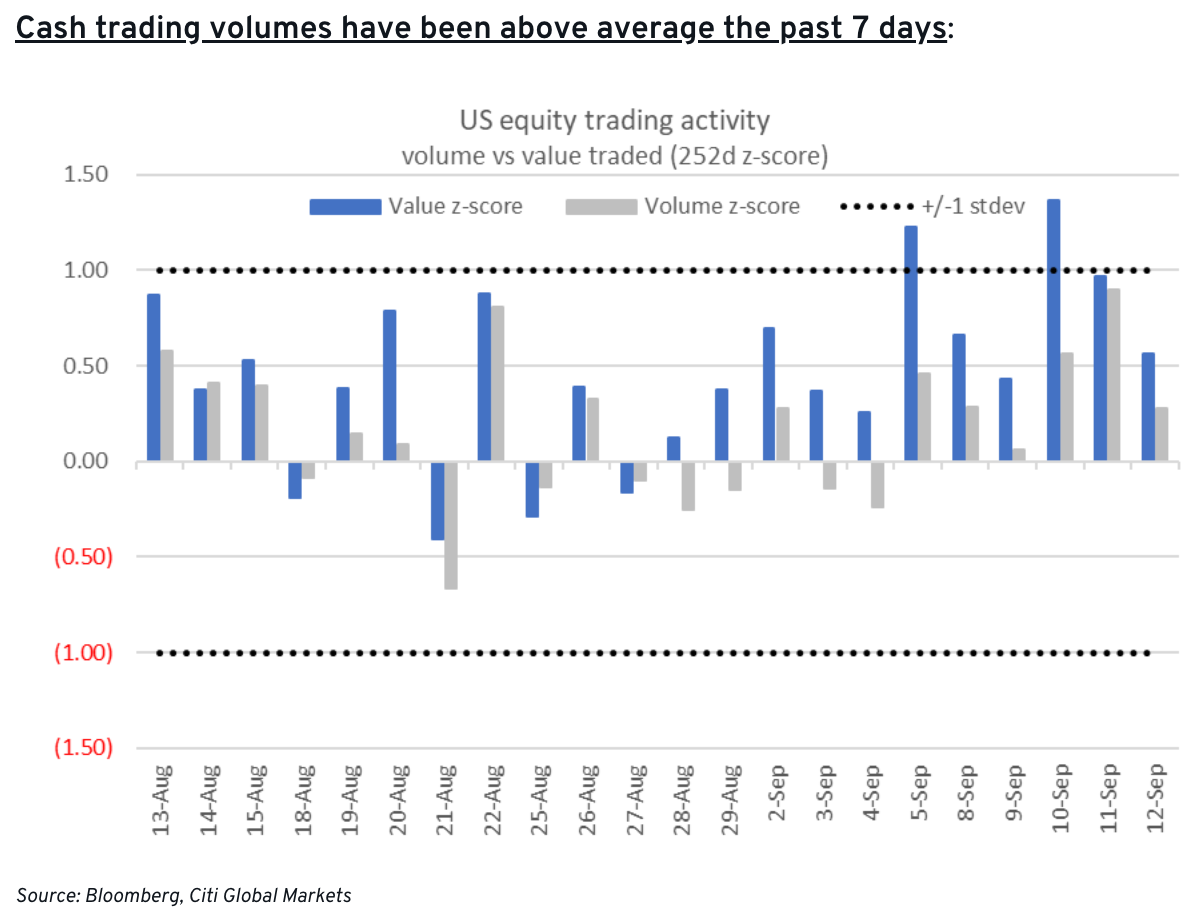 Cash trading volumes have been above average the past 7 days:
US equity trading activity
volume vs value traded (252d z-score)
1.50
Value z-score
Volume z-score
+/-1 stdev
1.00
0.50
0.00
(0.50)
(1.00)
(1.50)
13-Aug
14-Aug
15-Aug
18-Aug
19-Aug
20-Aug
21-Aug
22-Aug
25-Aug
26-Aug
27-Aug
28-Aug
29-Aug
2-Sep
3-Sep
4-Sep
5-Sep
8-Sep
9-Sep
10-Sep
11-Sep
12-Sep
Source: Bloomberg, Citi Global Markets